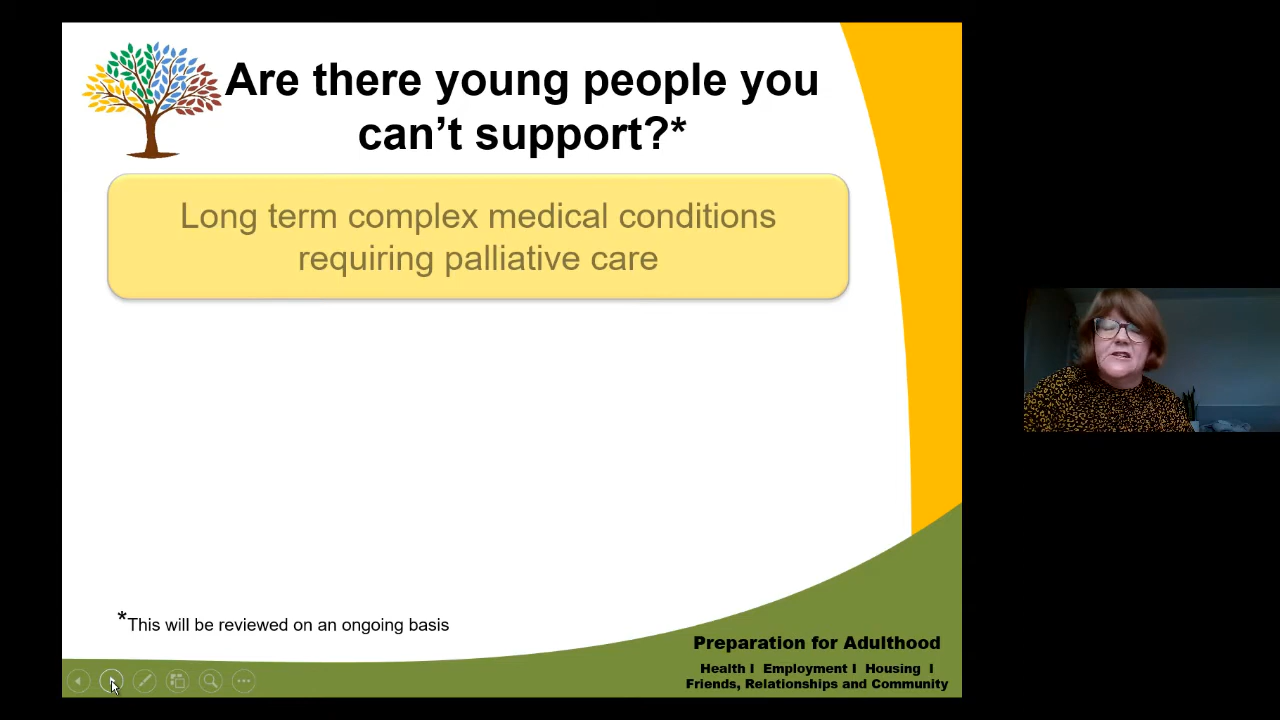 Are there young people you
can’t support?*
Long term complex medical conditions
requiring palliative care
*This will be reviewed on an ongoing basis
Preparation for Adulthood
Health I Employment I Housing I
Friends, Relationships and Community